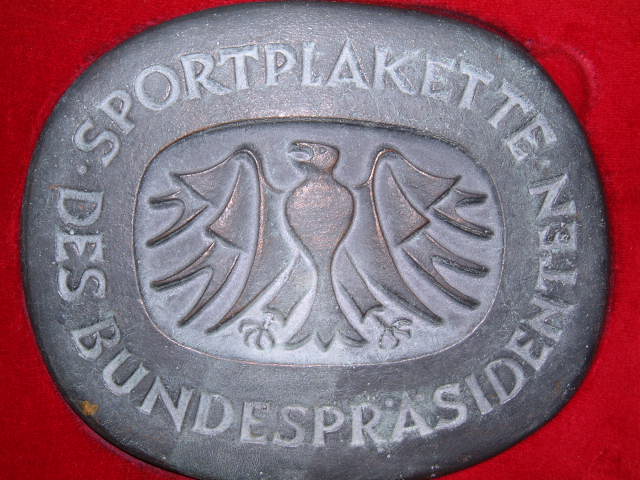 · SPORTPLAKETTE ·
DES BUNDESPRÄSIDENTEN